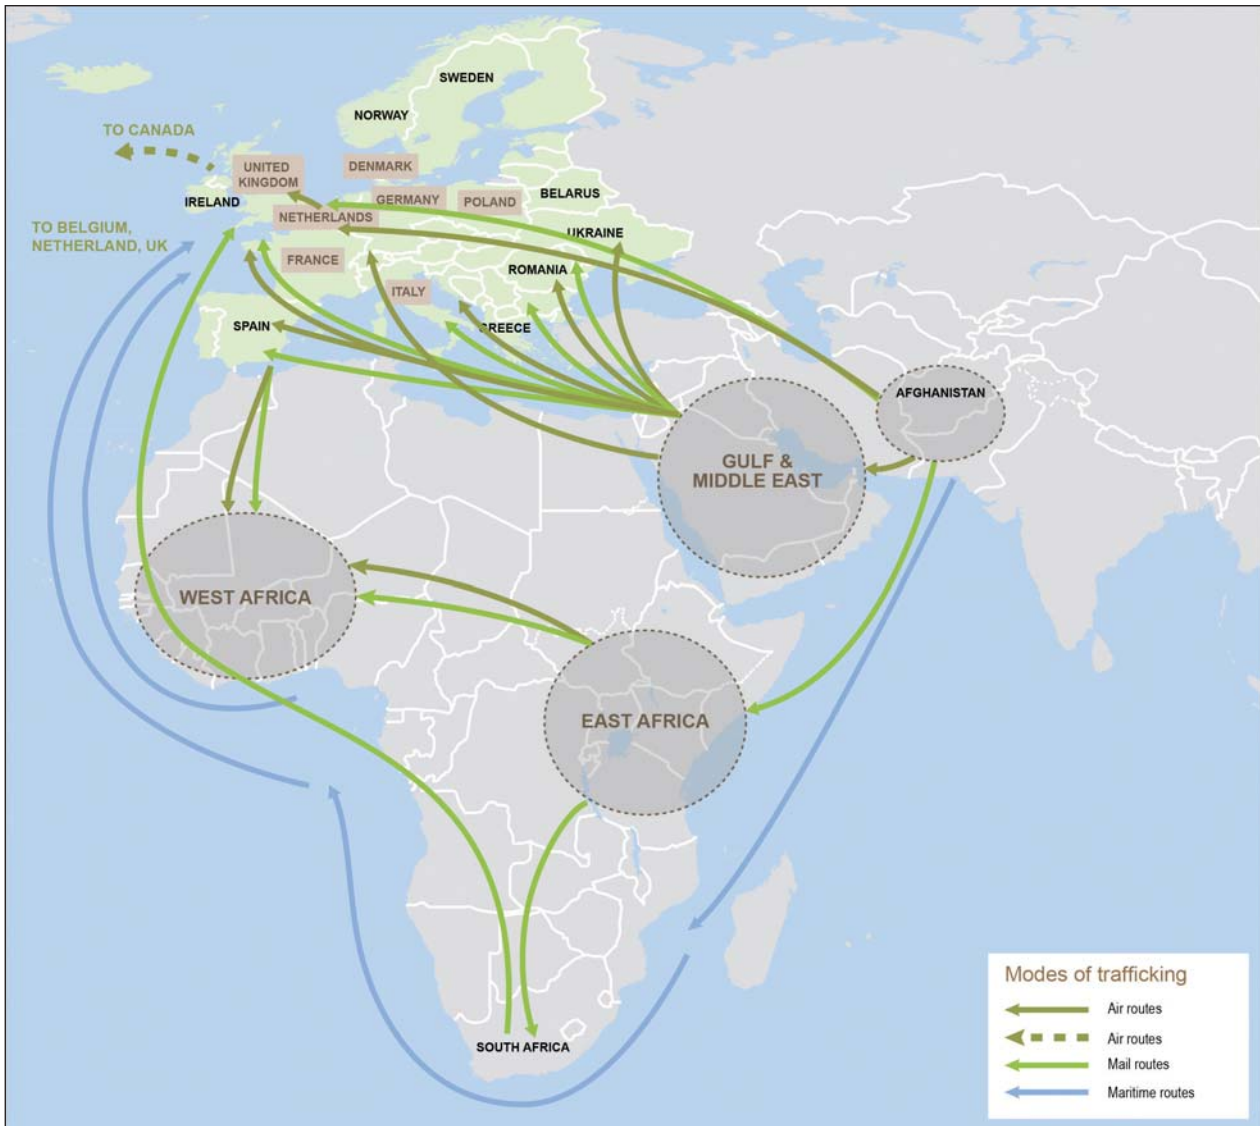 SWEDEN
NORWAY
TO CANADA
UNITED
KINGDOM
DENMARK
IRELAND
GERMANY
POLAND
BELARUS
NETHERLANDS
TO BELGIUM,
NETHERLAND, UK
UKRAINE
FRANCE
ROMANIA
ITALY
SPAIN
GREECE
AFGHANISTAN
GULF &
MIDDLE EAST
WEST AFRICA
EAST AFRICA
SOUTH AFRICA
Modes of trafficking
Air routes
Air routes
Mail routes
Maritime routes